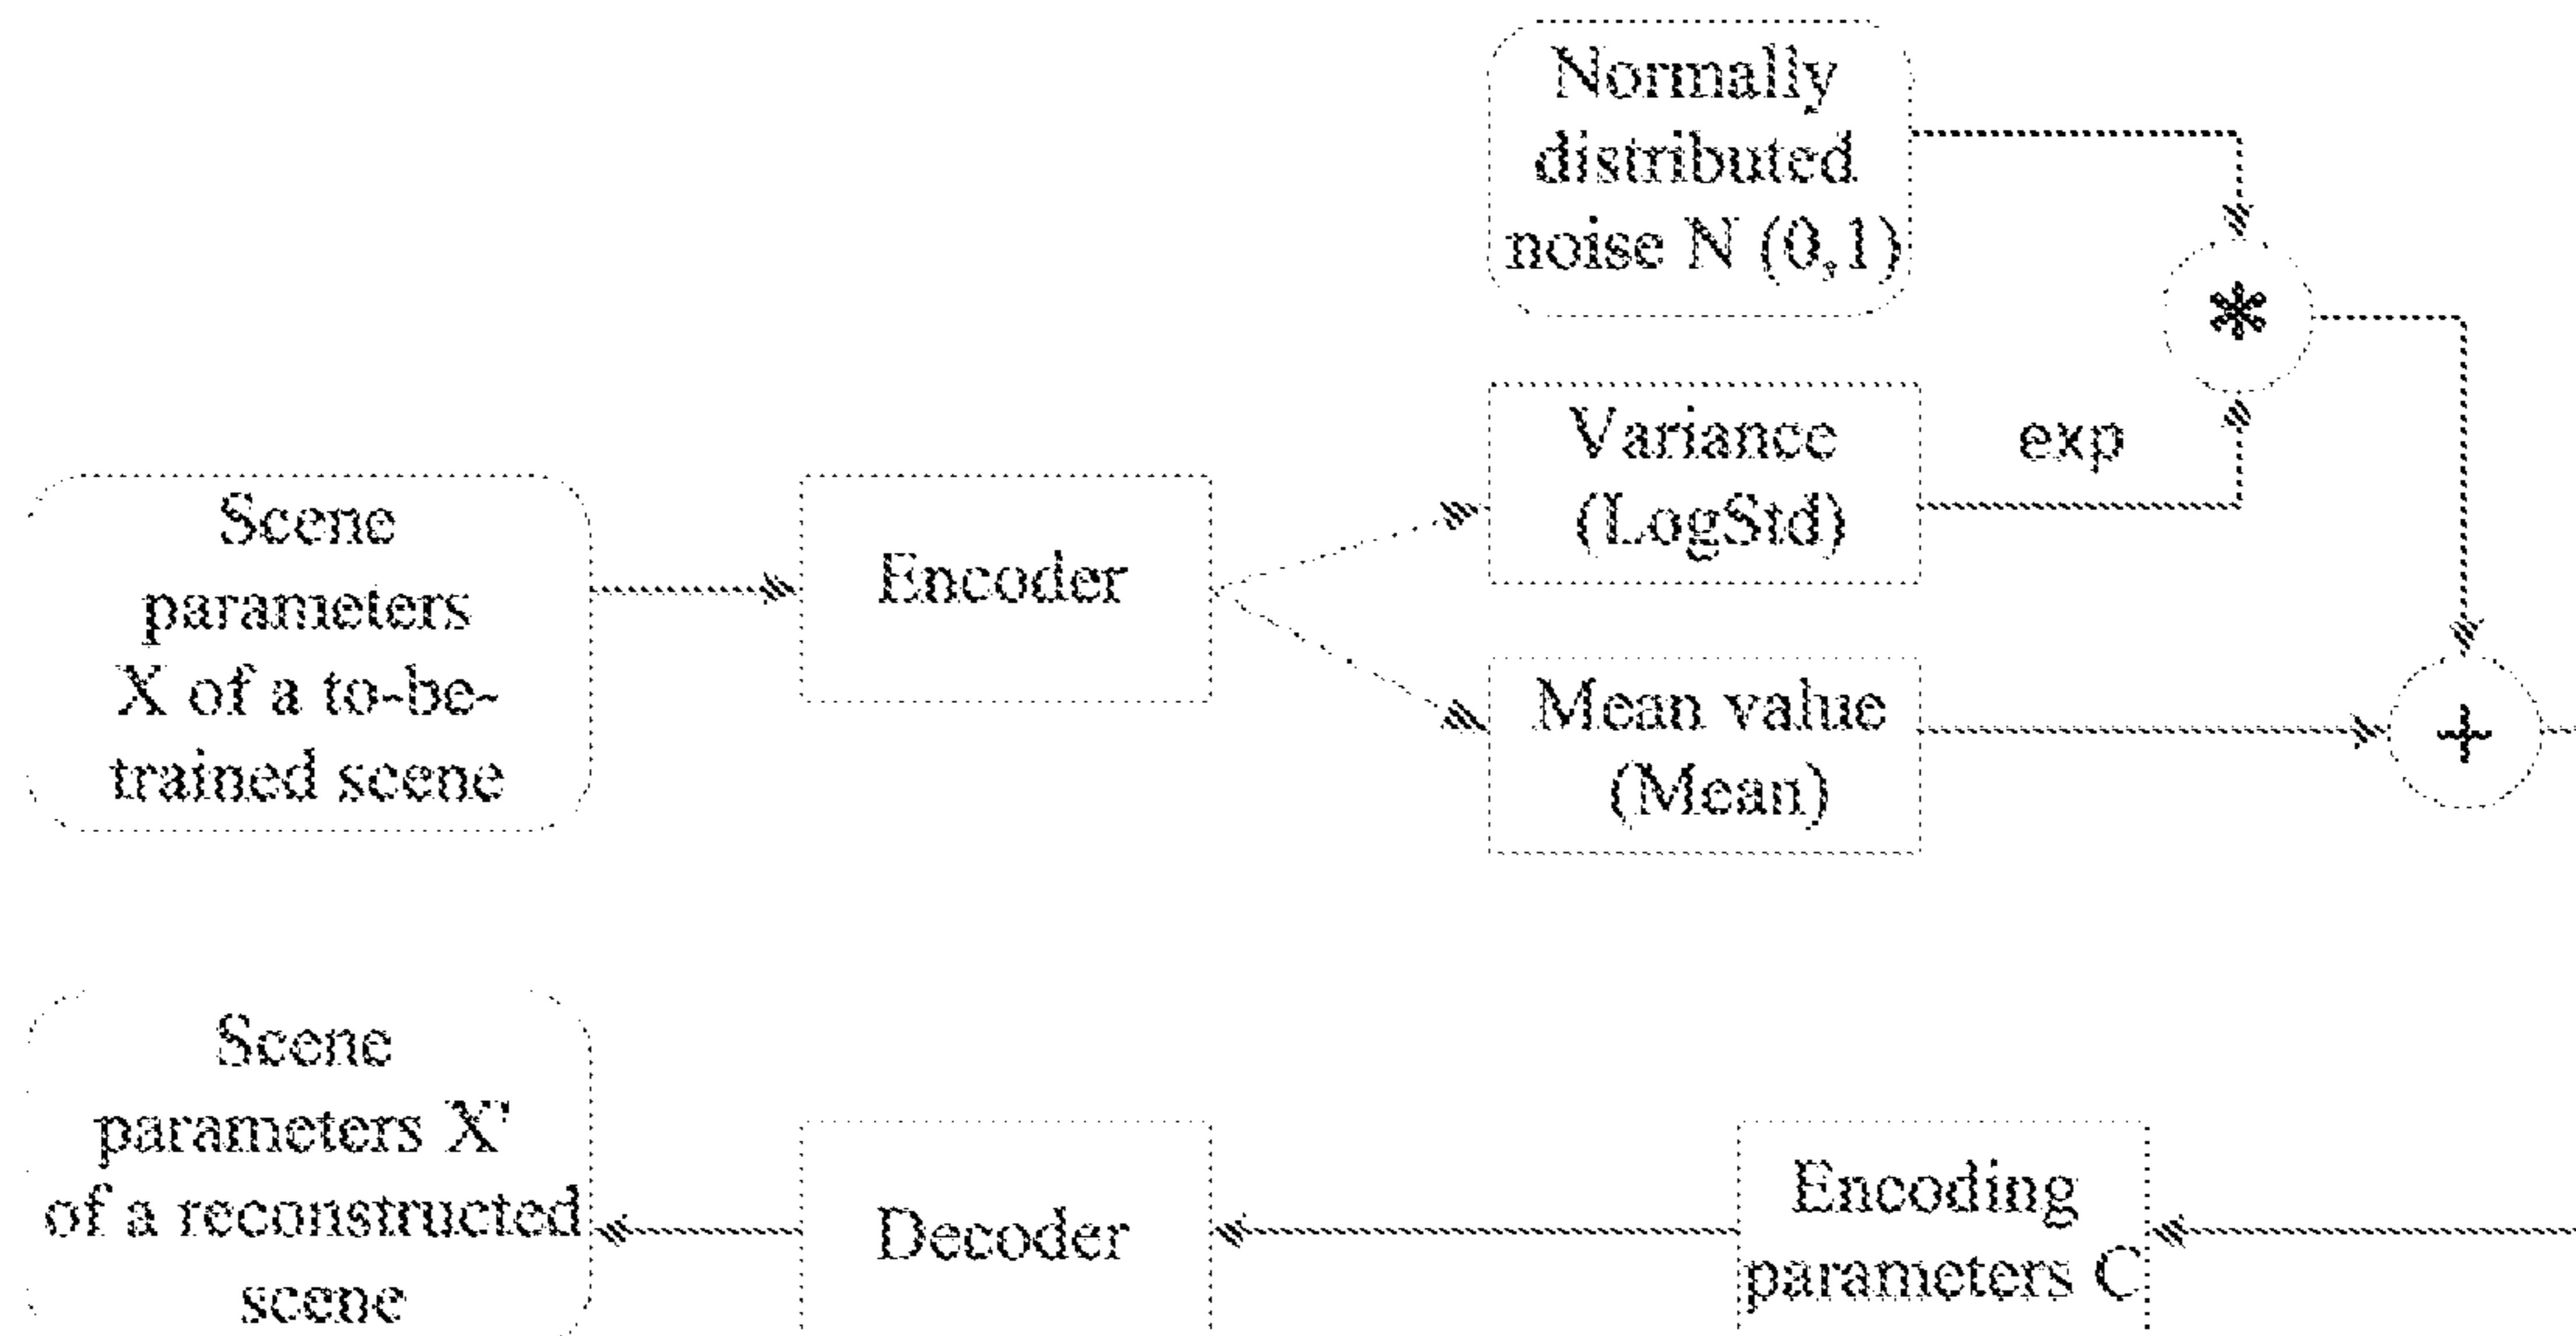 Normally
distributed
noise N (0,1)
*
Variance
(LogStd)
exp
Scene
parameters
X of a to-be-
trained scene
Encoder
Mean value
(Mean)
+
Scene
parameters X'
of a reconstructed
scene
Decoder
Encoding
parameters C